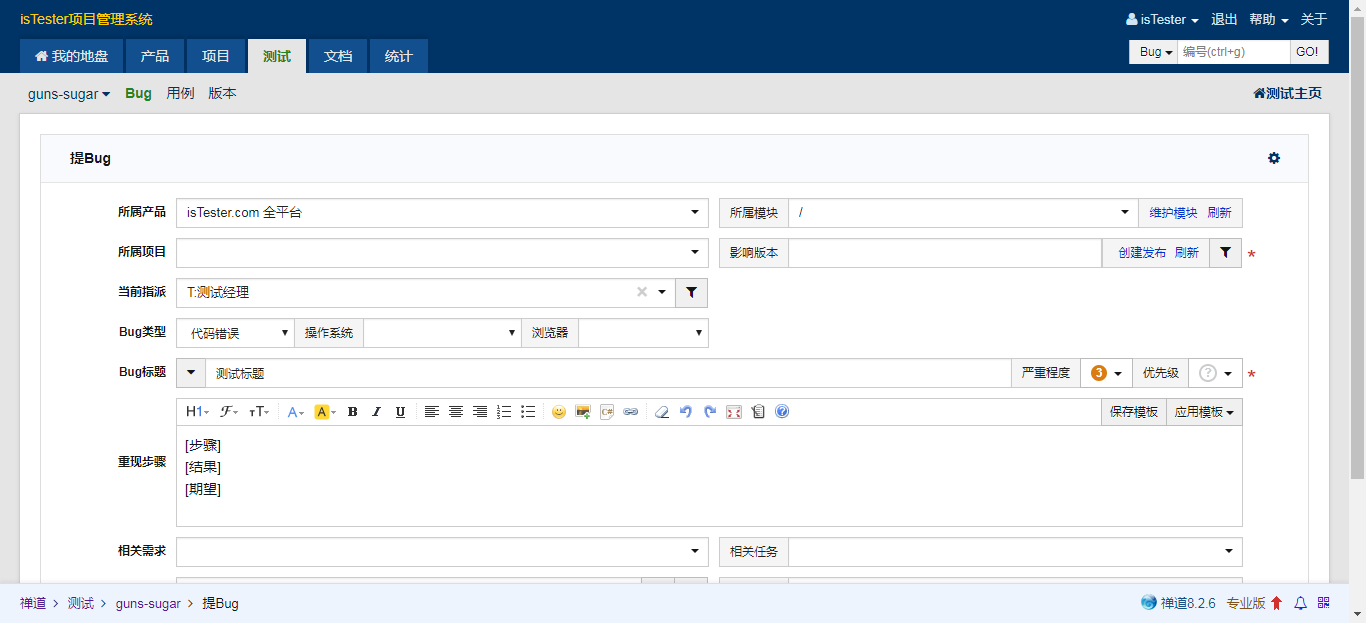 isTester项目管理系统
isTester 退出 帮助 关于
我的地盘 产品 项目 测试 文档 统计
Bug 编号(ctrl+g) GO!
guns-sugar Bug 用例 版本 测试主页
提Bug
所属产品 isTester.com 全平台 所属模块 / 维护模块 刷新
所属项目 影响版本 创建发布 刷新 *
当前指派 T:测试经理
Bug类型 代码错误 操作系统 浏览器
Bug标题 测试标题 严重程度 3 优先级 ? *
H1 F TT A A B I U C# ? 保存模板 应用模板
重现步骤
[步骤]
[结果]
[期望]
相关需求 相关任务
禅道 > 测试 > guns-sugar > 提Bug 禅道8.2.6 专业版